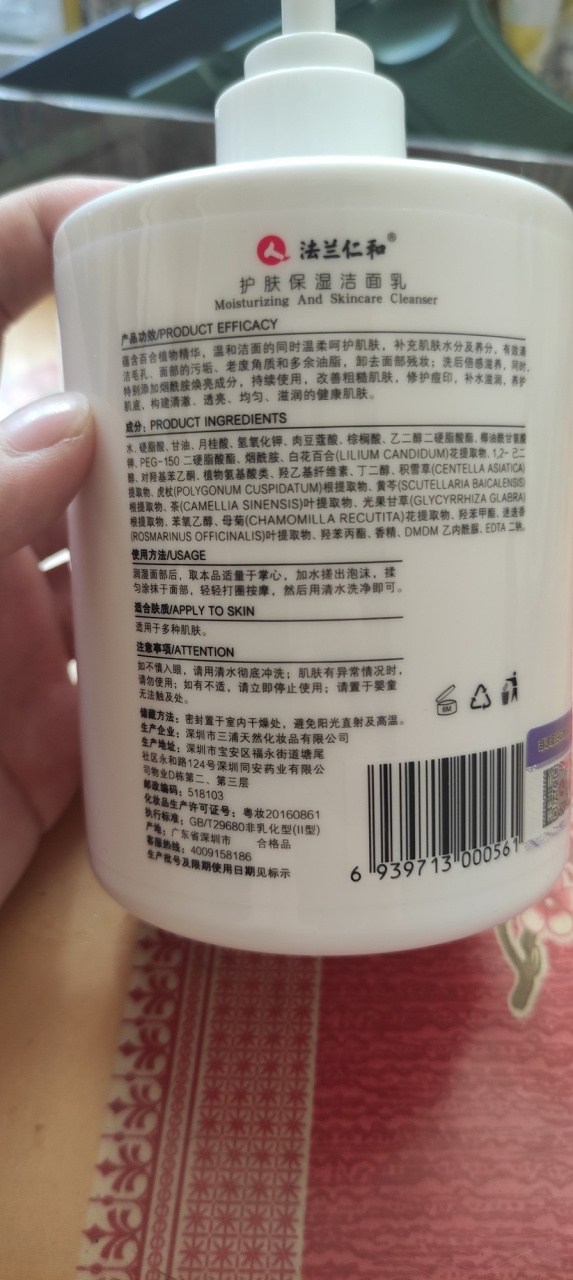 法兰仁和®
护肤保湿洁面乳
Moisturizing And Skincare Cleanser
产品功效/PRODUCT EFFICACY
蕴含百合植物精华，温和洁面的同时温柔呵护肌肤，补充肌肤水分及养分，有效清
洁毛孔、面部的污垢、老废角质和多余油脂，卸去面部残妆；洗后倍感滋养，同时，
特别添加烟酰胺焕亮成分，持续使用，改善粗糙肌肤，修护痘印，补水滋润，养护
肌底，构建清澈、透亮、均匀、滋润的健康肌肤。
成分：PRODUCT INGREDIENTS
水、硬脂酸、甘油、月桂酸、氢氧化钾、肉豆蔻酸、棕榈酸、乙二醇二硬脂酸酯、椰油酰甘氨酸
钾、PEG-150 二硬脂酸酯、烟酰胺、白花百合(LILIUM CANDIDUM)花提取物、1,2- 己二
醇、对羟基苯乙酮、植物氨基酸类、羟乙基纤维素、丁二醇、积雪草(CENTELLA ASIATICA)
提取物、虎杖(POLYGONUM CUSPIDATUM)根提取物、黄芩(SCUTELLARIA BAICALENSIS)
根提取物、茶(CAMELLIA SINENSIS)叶提取物、光果甘草(GLYCYRRHIZA GLABRA)
根提取物、苯氧乙醇、母菊(CHAMOMILLA RECUTITA)花提取物、羟苯甲酯、迷迭香
(ROSMARINUS OFFICINALIS)叶提取物、羟苯丙酯、香精、DMDM 乙内酰脲、EDTA 二钠。
使用方法/USAGE
润湿面部后，取本品适量于掌心，加水搓出泡沫，揉
匀涂抹于面部，轻轻打圈按摩，然后用清水洗净即可。
适合肤质/APPLY TO SKIN
适用于多种肌肤。
注意事项/ATTENTION
如不慎入眼，请用清水彻底冲洗；肌肤有异常情况时，
请勿使用；如有不适，请立即停止使用；请置于婴童
无法触及处。
储藏方法：密封置于室内干燥处，避免阳光直射及高温。
生产企业：深圳市三浦天然化妆品有限公司
生产地址：深圳市宝安区福永街道塘尾
社区永和路124号深圳同安药业有限公
司物业D栋第二、第三层
邮政编码：518103
化妆品生产许可证号：粤妆20160861
执行标准：GB/T29680非乳化型(II型)
产地：广东省深圳市 合格品
客服热线：4009158186
生产批号及限期使用日期见标示
6M
6 939713 000561